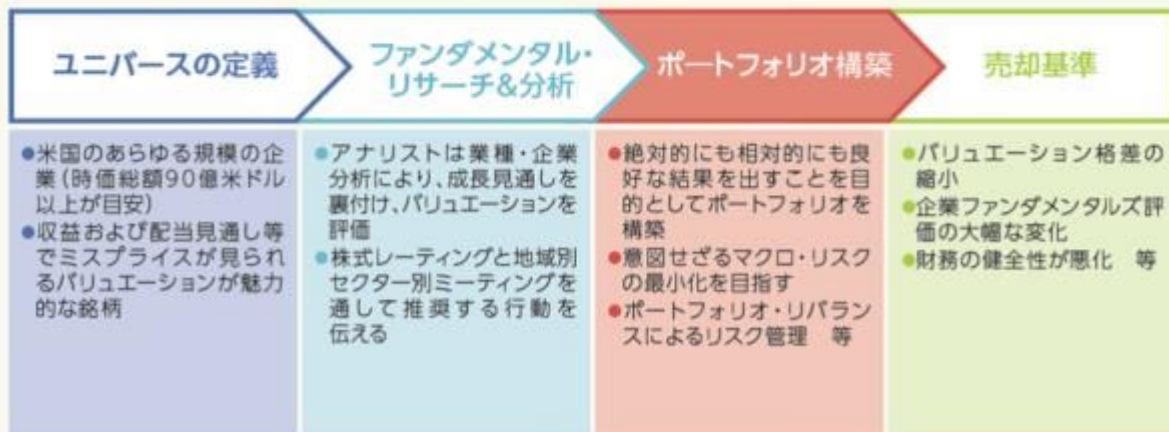 ユニバースの定義
ファンダメンタル・
リサーチ&分析
ポートフォリオ構築
売却基準
●米国のあらゆる規模の企
業(時価総額90億米ドル
以上が目安)
●収益および配当見通し等
でミスプライスが見られ
るバリュエーションが魅力
的な銘柄
●アナリストは業種・企業
分析により、成長見通しを
裏付け、バリュエーションを
評価
●株式レーティングと地域別
セクター別ミーティングを
通して推奨する行動を
伝える
●絶対的にも相対的にも良
好な結果を出すことを目
的としてポートフォリオを
構築
●意図せざるマクロ・リスク
の最小化を目指す
●ポートフォリオ・リバラン
スによるリスク管理　等
●バリュエーション格差の
縮小
●企業ファンダメンタルズ評
価の大幅な変化
●財務の健全性が悪化　等